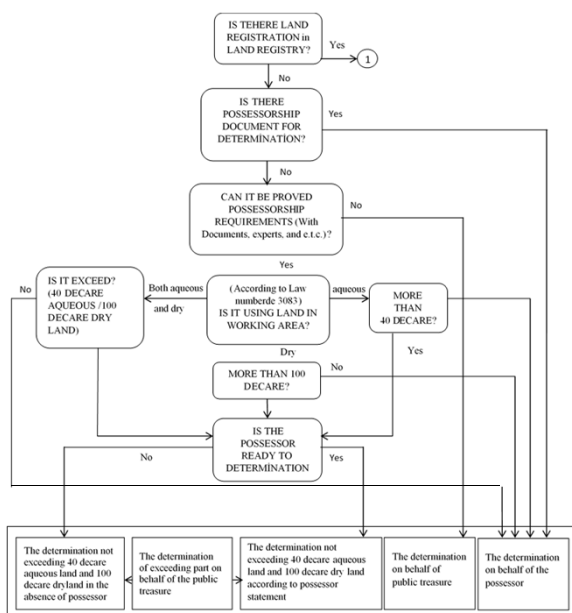 IS TEHERE LAND
REGISTRATION in
LAND REGISTRY?
Yes
1
No
IS THERE
POSSESSORSHIP
DOCUMENT FOR
DETERMINATİON?
Yes
No
CAN IT BE PROVED
POSSESSORSHIP
REQUIREMENTS (With
Documents, experts, and e.t.c.)?
No
Yes
No
IS IT EXCEED?
(40 DECARE
AQUEOUS /100
DECARE DRY
LAND)
Both aqueous
and dry
(According to Law
numberde 3083)
IS IT USING LAND IN
WORKING AREA?
aqueous
MORE
THAN
40 DECARE?
Dry
Yes
MORE THAN 100
DECARE?
No
IS THE
POSSESSOR
READY TO
DETERMINATİON
No
Yes
The determination not
exceeding 40 decare
aqueous land and 100
decare dryland in the
absence of possessor
The determination
of exceeding part on
behalf of the public
treasure
The determination not
exceeding 40 decare aqueous
land and 100 decare dry land
according to possessor
statement
The determination
on behalf of
public treasure
The determination
on behalf of the
possessor